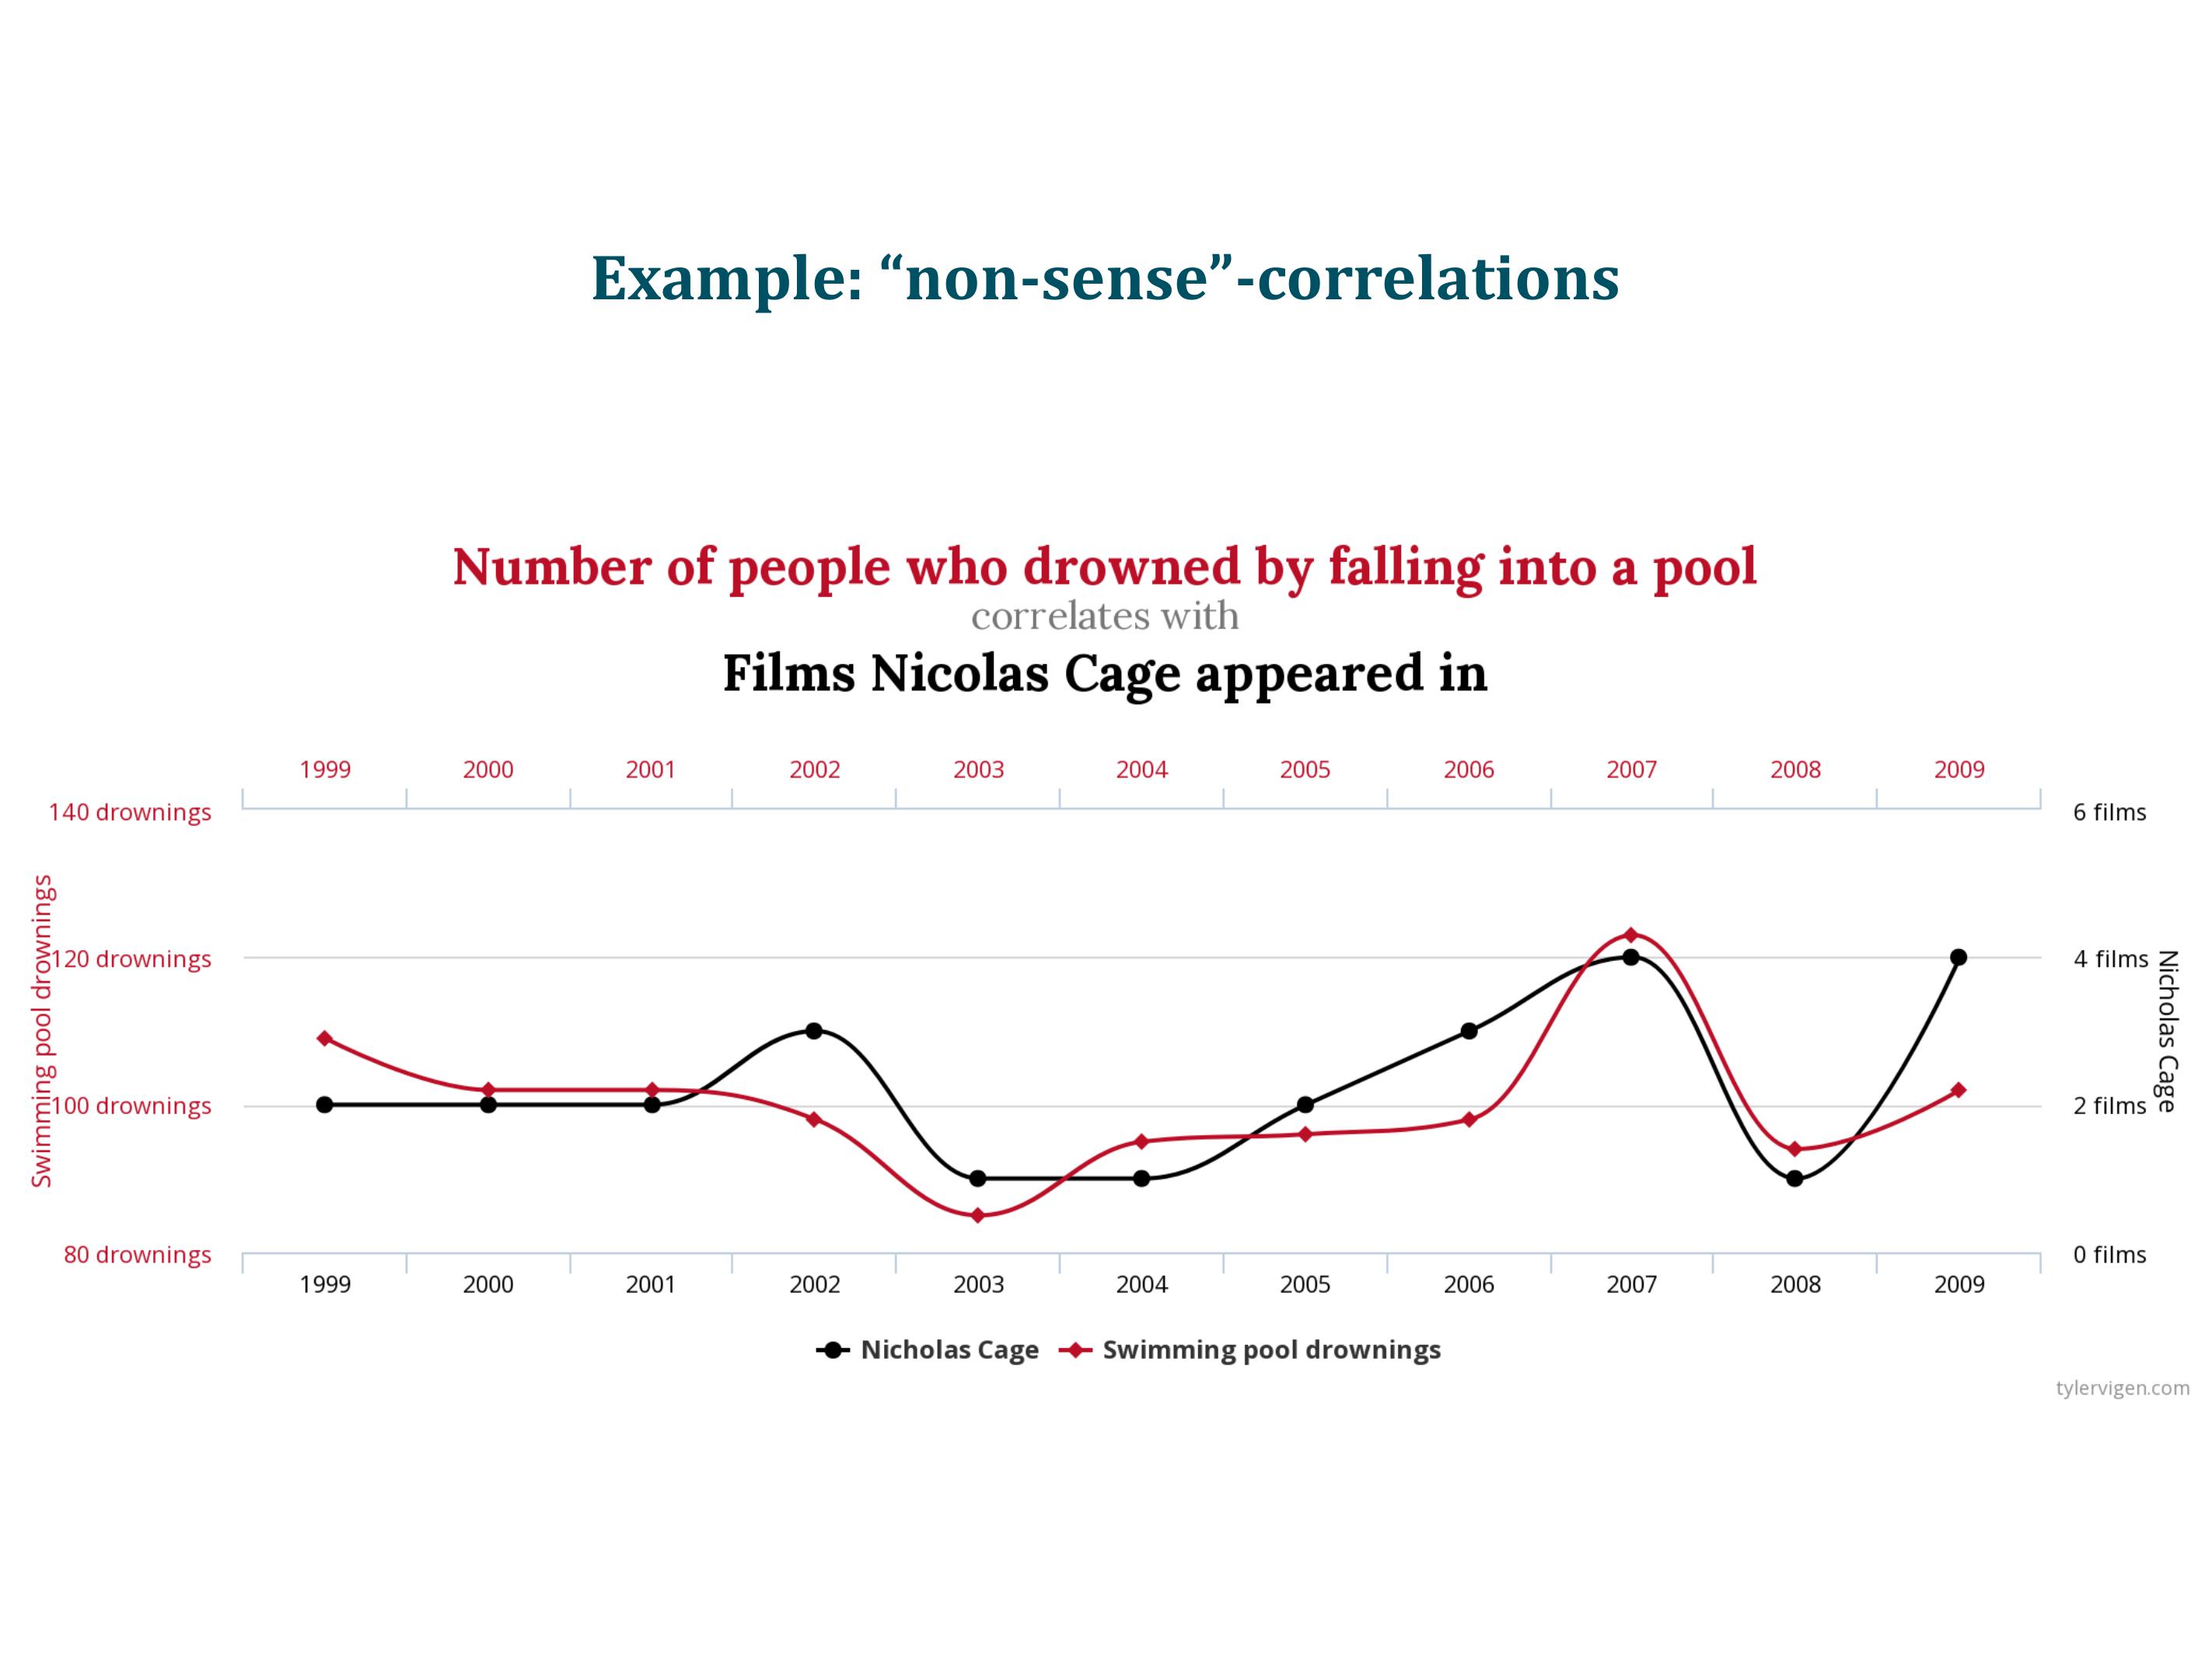 Example: “non-sense”-correlations
Number of people who drowned by falling into a pool
correlates with
Films Nicolas Cage appeared in
1999 2000 2001 2002 2003 2004 2005 2006 2007 2008 2009
140 drownings
6 films
Swimming pool drownings
120 drownings
4 films
Nicholas Cage
100 drownings
2 films
80 drownings
0 films
1999 2000 2001 2002 2003 2004 2005 2006 2007 2008 2009
Nicholas Cage Swimming pool drownings
tylervigen.com